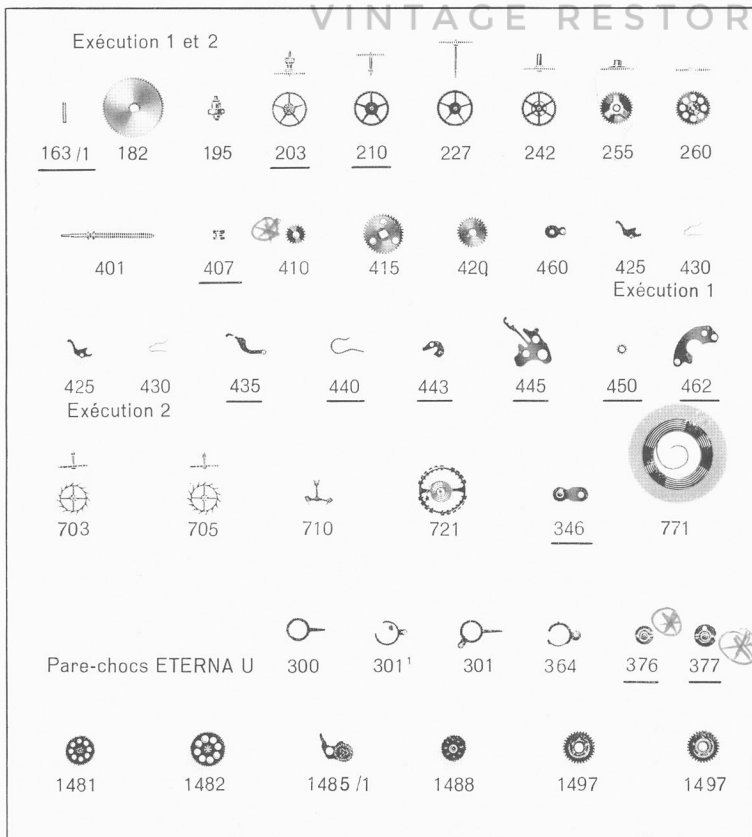 VINTAGE RESTOR
Exécution 1 et 2
163/1 182 195 203 210 227 242 255 260
401 407 410 415 420 460 425 430
Exécution 1
425 430 435 440 443 445 450 462
Exécution 2
703 705 710 721 346 771
Pare-chocs ETERNA U 300 301¹ 301 364 376 377
1481 1482 1485/1 1488 1497 1497